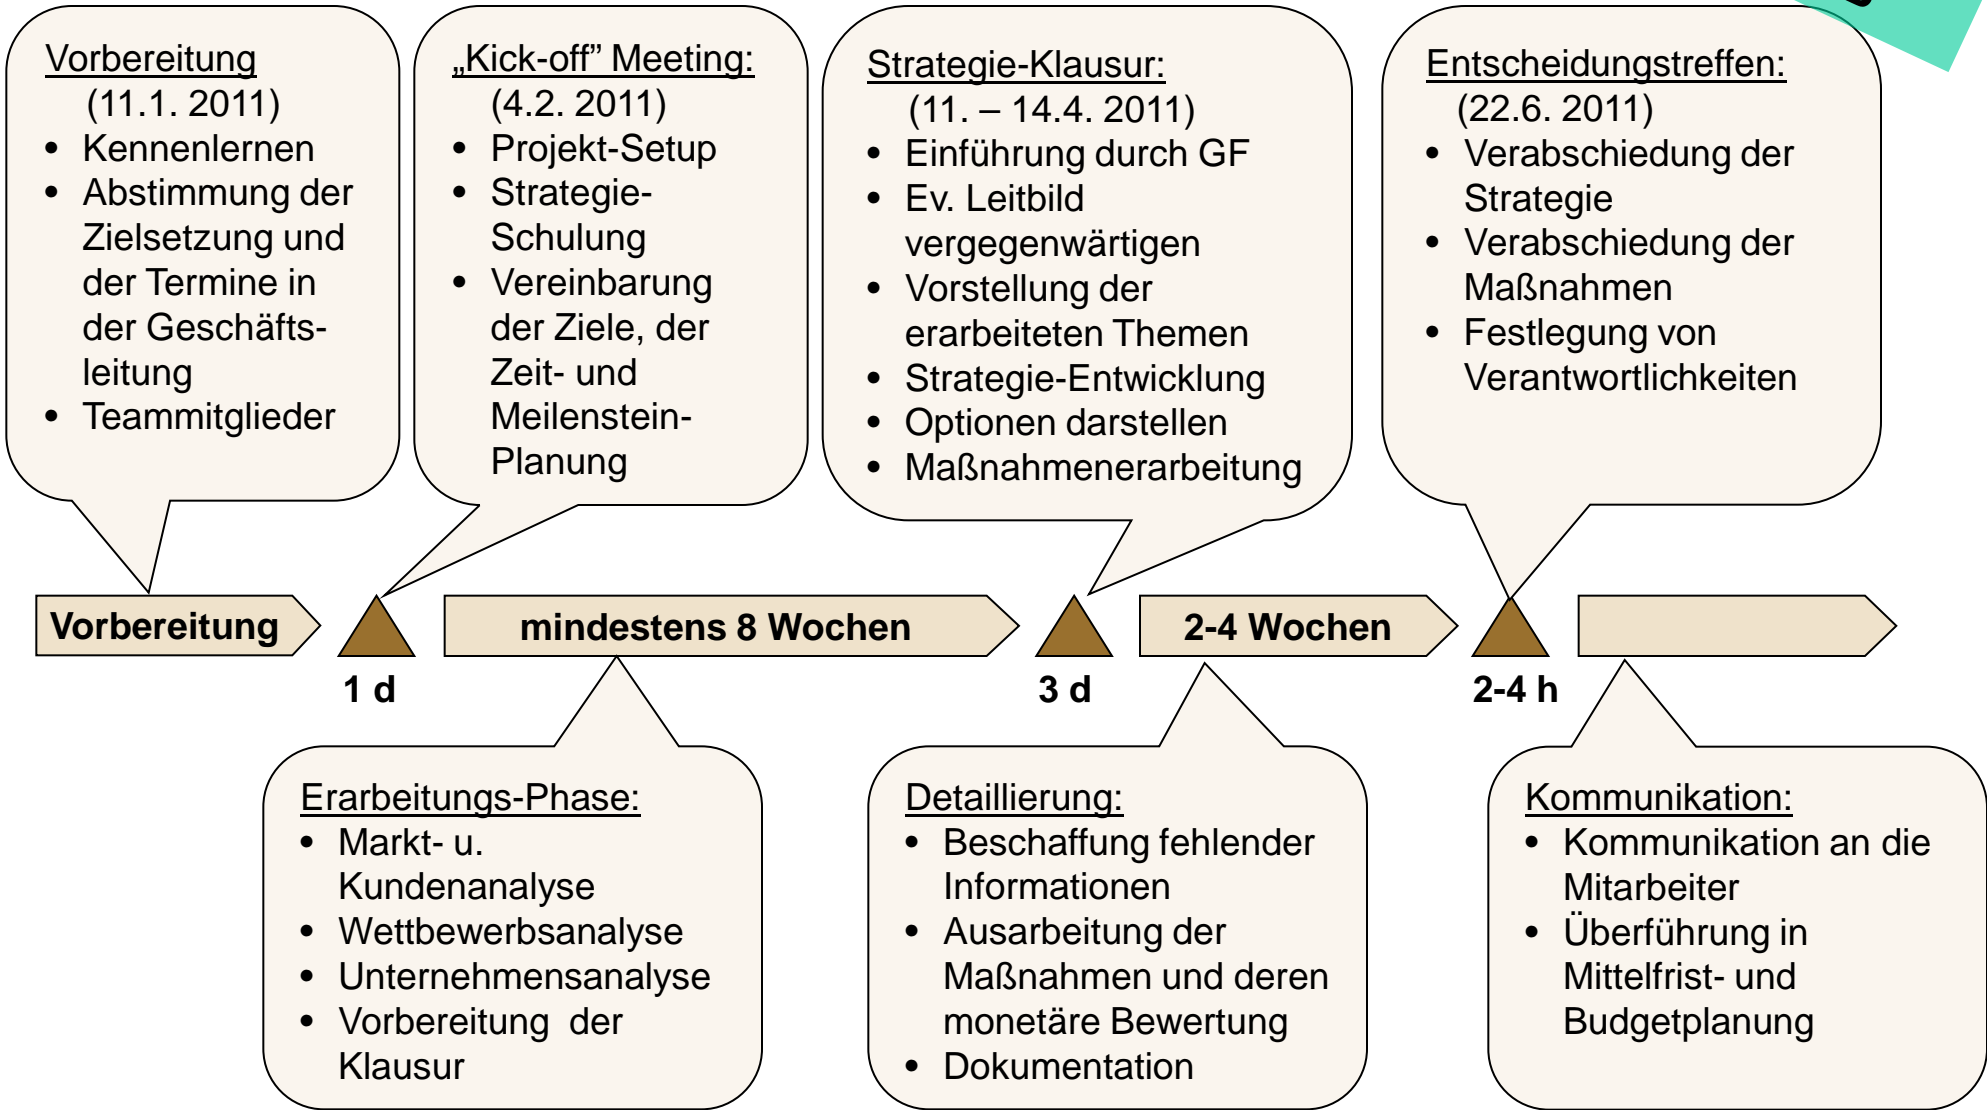 Vorbereitung
(11.1. 2011)
• Kennenlernen
• Abstimmung der
Zielsetzung und
der Termine in
der Geschäfts-
leitung
• Teammitglieder
„Kick-off” Meeting:
(4.2. 2011)
• Projekt-Setup
• Strategie-
Schulung
• Vereinbarung
der Ziele, der
Zeit- und
Meilenstein-
Planung
Strategie-Klausur:
(11. – 14.4. 2011)
• Einführung durch GF
• Ev. Leitbild
vergegenwärtigen
• Vorstellung der
erarbeiteten Themen
• Strategie-Entwicklung
• Optionen darstellen
• Maßnahmenerarbeitung
Entscheidungstreffen:
(22.6. 2011)
• Verabschiedung der
Strategie
• Verabschiedung der
Maßnahmen
• Festlegung von
Verantwortlichkeiten
Vorbereitung
mindestens 8 Wochen
2-4 Wochen
1 d
3 d
2-4 h
Erarbeitungs-Phase:
• Markt- u.
Kundenanalyse
• Wettbewerbsanalyse
• Unternehmensanalyse
• Vorbereitung  der
Klausur
Detaillierung:
• Beschaffung fehlender
Informationen
• Ausarbeitung der
Maßnahmen und deren
monetäre Bewertung
• Dokumentation
Kommunikation:
• Kommunikation an die
Mitarbeiter
• Überführung in
Mittelfrist- und
Budgetplanung